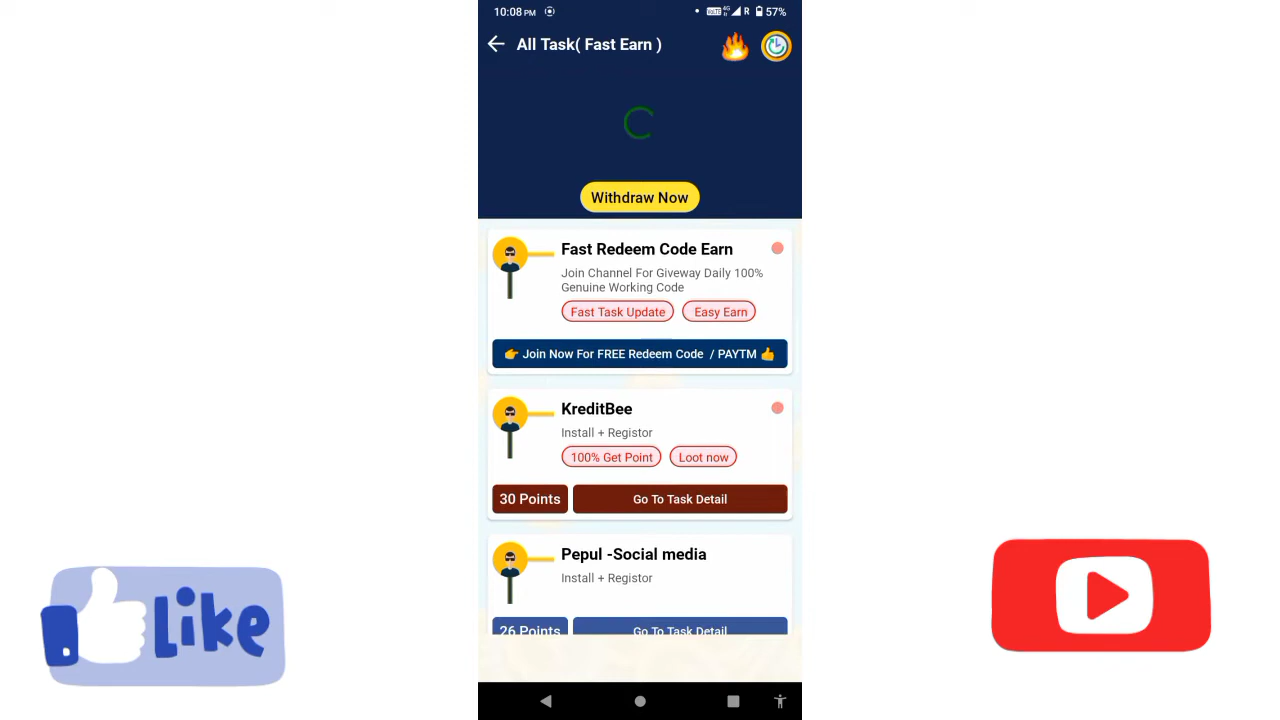 10:08 PM
VoLTE 4G R 57%
All Task( Fast Earn )
Withdraw Now
Fast Redeem Code Earn
Join Channel For Giveway Daily 100%
Genuine Working Code
Fast Task Update Easy Earn
👉 Join Now For FREE Redeem Code / PAYTM 👍
KreditBee
Install + Registor
100% Get Point Loot now
30 Points Go To Task Detail
Pepul -Social media
Install + Registor
26 Points Go To Task Detail
Like